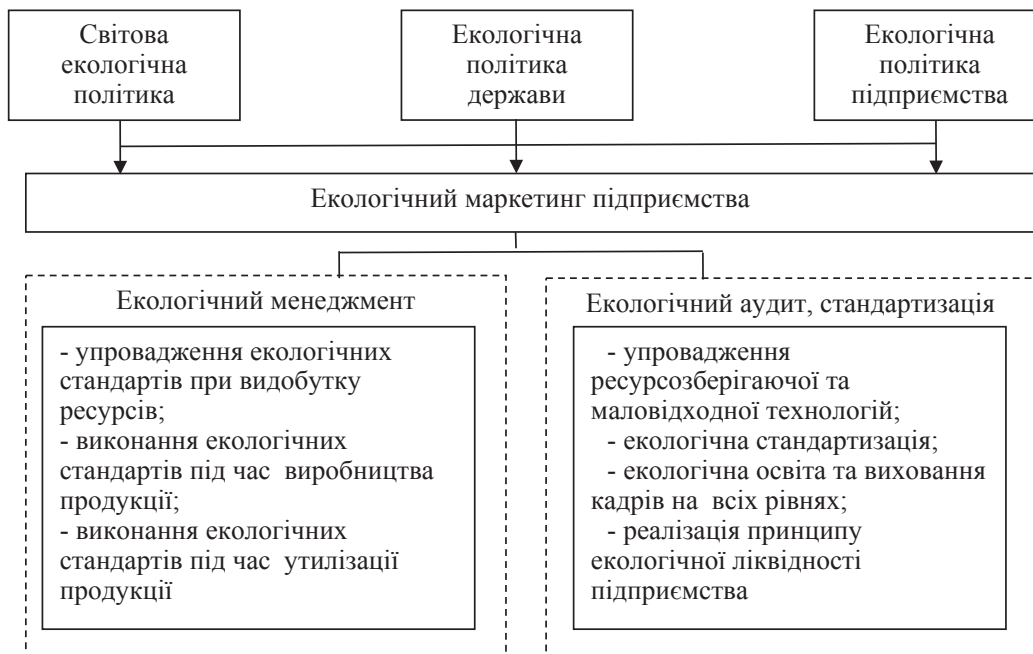 Світова
екологічна
політика
Екологічна
політика
держави
Екологічна
політика
підприємства
Екологічний маркетинг підприємства
Екологічний менеджмент
- упровадження екологічних
стандартів при видобутку
ресурсів;
- виконання екологічних
стандартів під час виробництва
продукції;
- виконання екологічних
стандартів під час утилізації
продукції
Екологічний аудит, стандартизація
- упровадження
ресурсозберігаючої та
маловідходної технологій;
- екологічна стандартизація;
- екологічна освіта та виховання
кадрів на всіх рівнях;
- реалізація принципу
екологічної ліквідності
підприємства